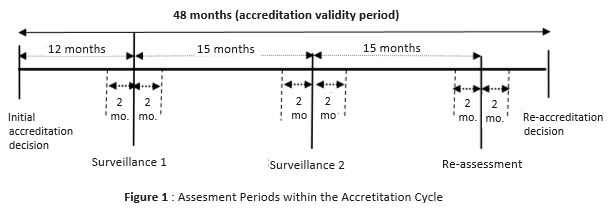 48 months (accreditation validity period)
12 months
15 months
15 months
2
mo.
2
mo.
2
mo
2
mo.
2
mo.
2
mo.
Initial
accreditation
decision
Re-accreditation
decision
Surveillance 1
Surveillance 2
Re-assessment
Figure 1 : Assesment Periods within the Accretitation Cycle